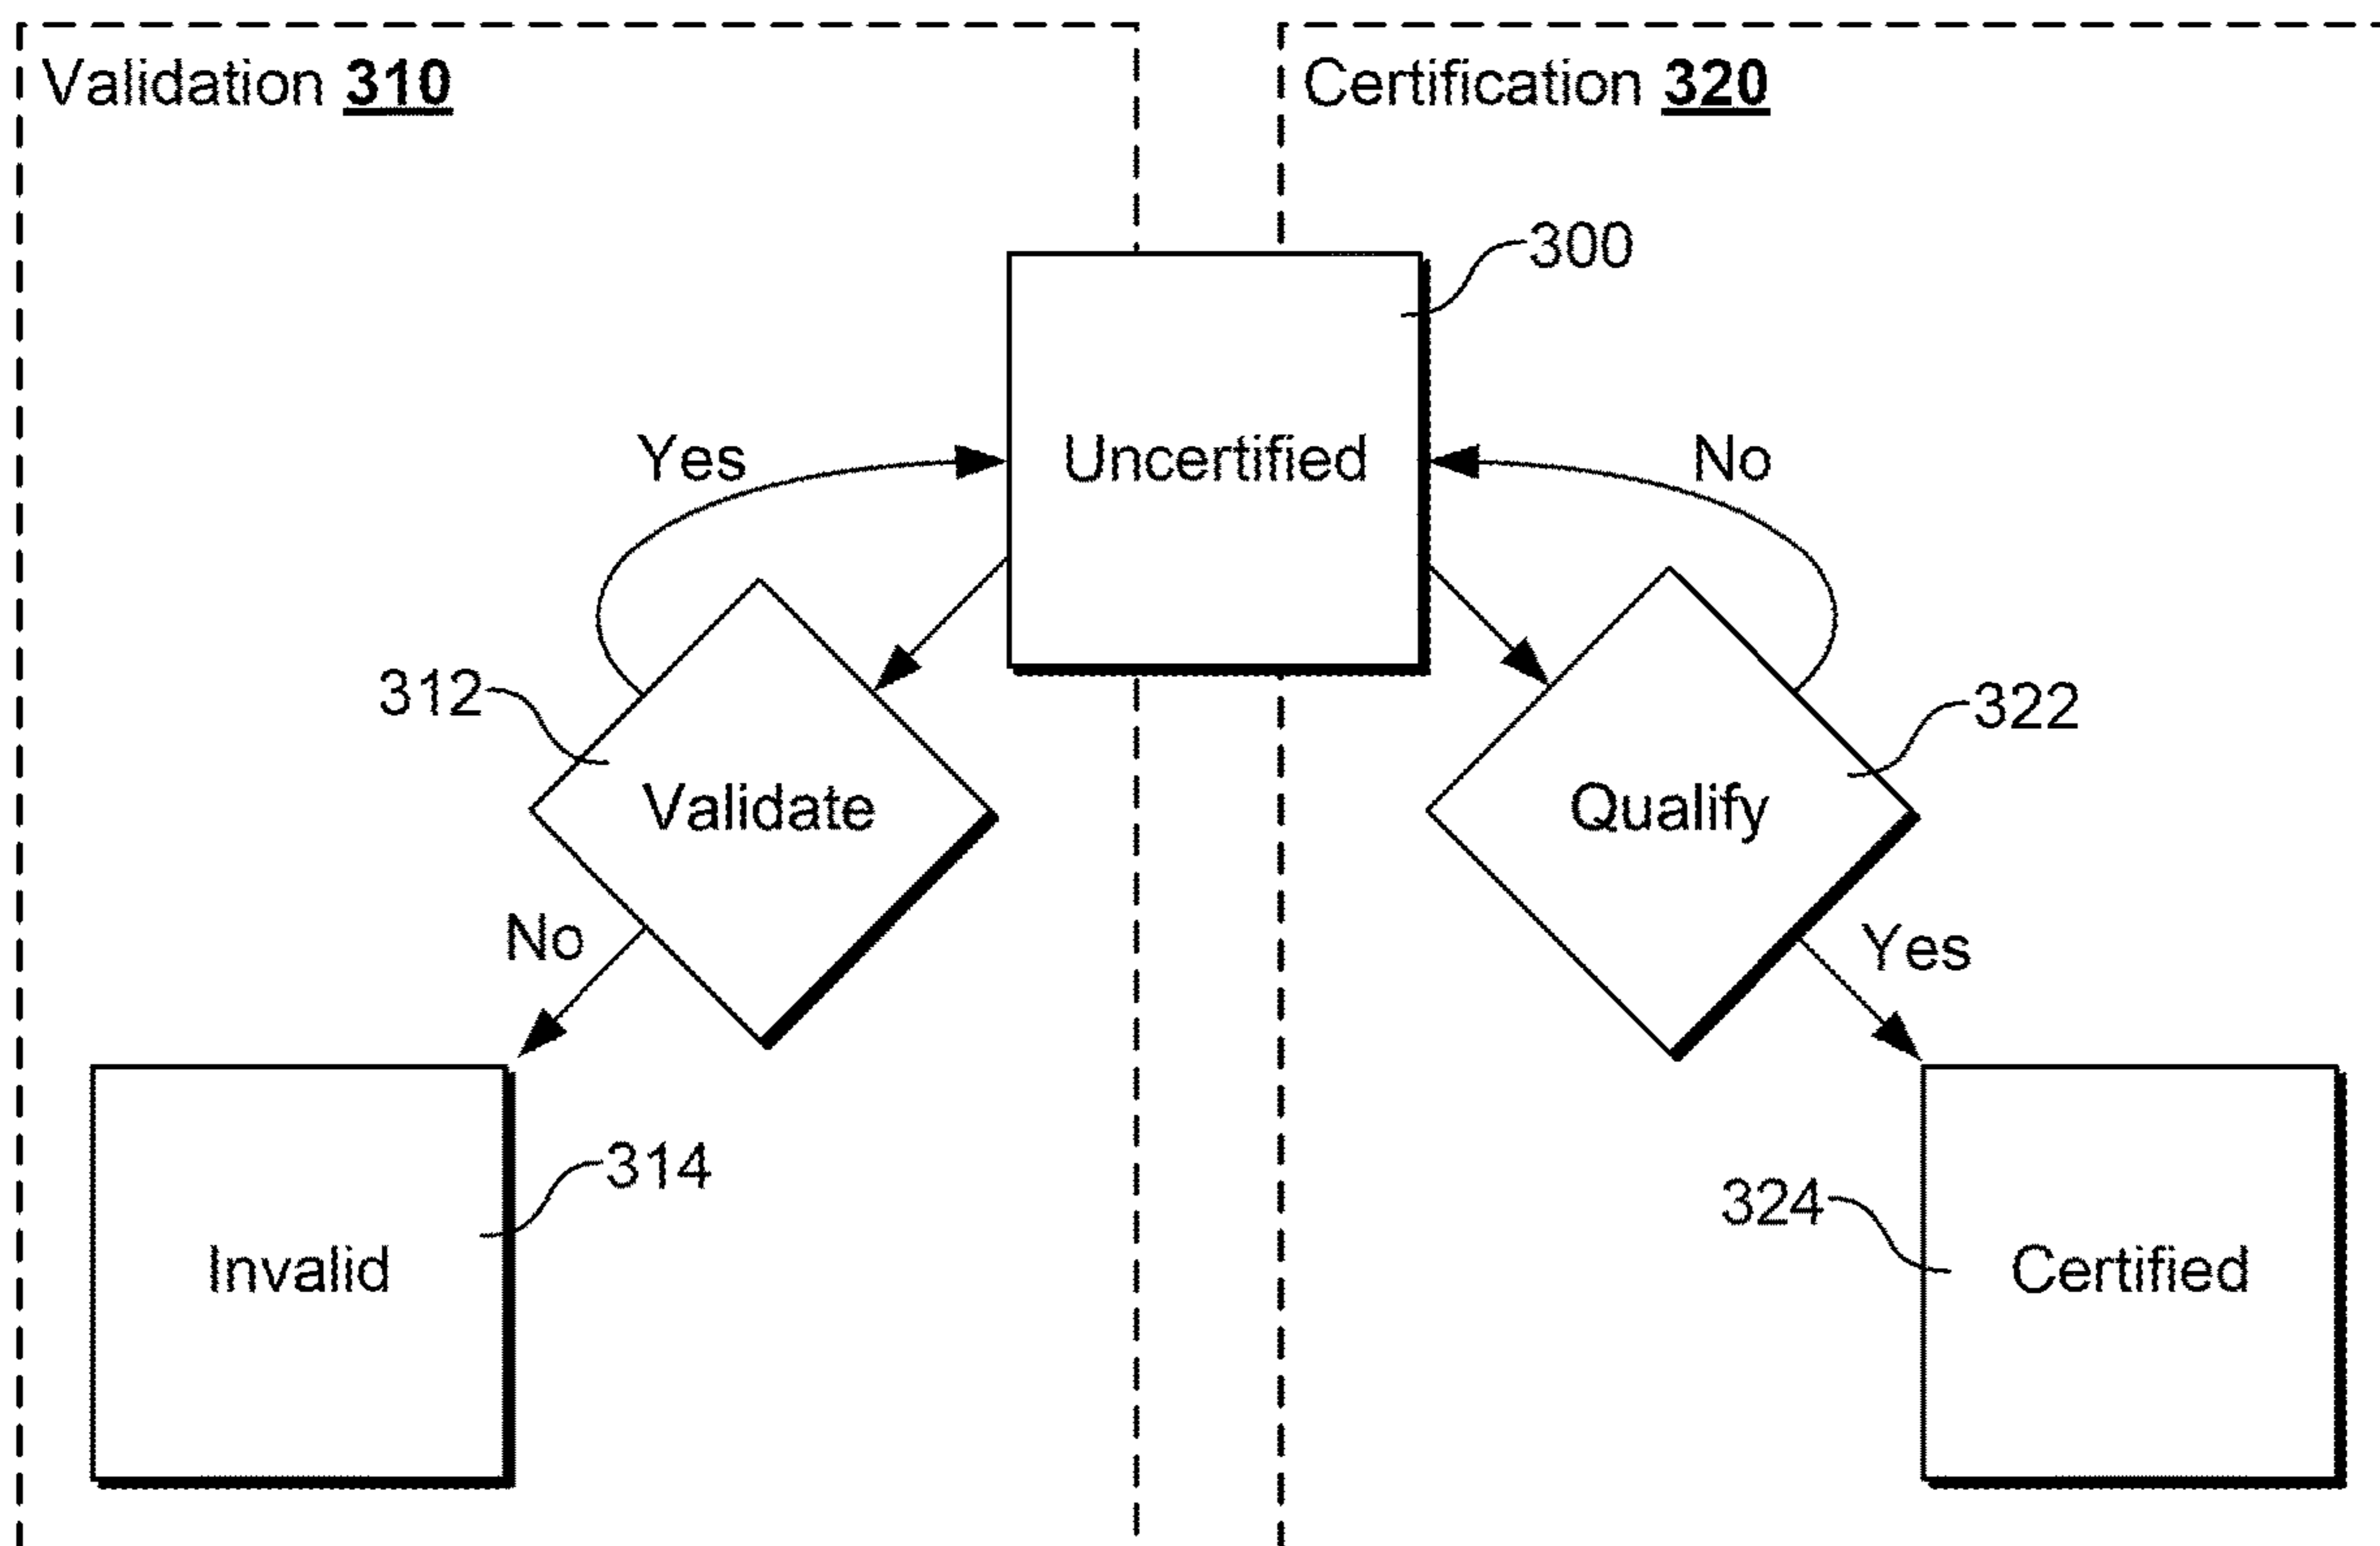 Validation 310
Certification 320
300
Yes
Uncertified
No
312
322
Validate
Qualify
No
Yes
314
324
Invalid
Certified